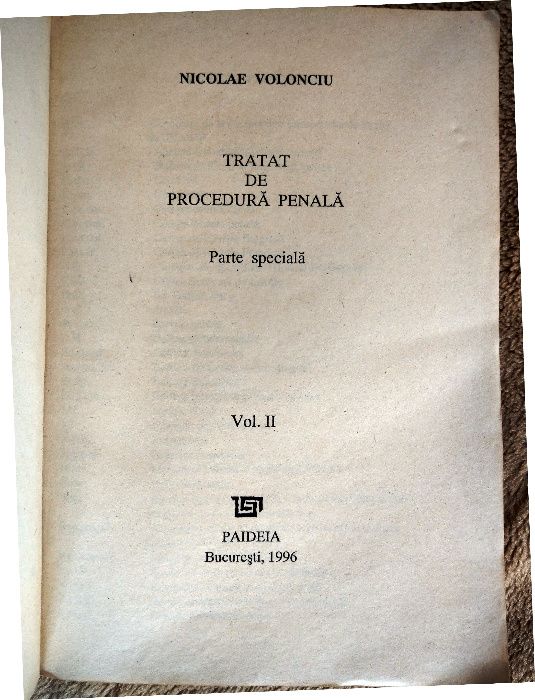 NICOLAE VOLONCIU
TRATAT
DE
PROCEDURĂ PENALĂ
Parte specială
Vol. II
PAIDEIA
Bucureşti, 1996